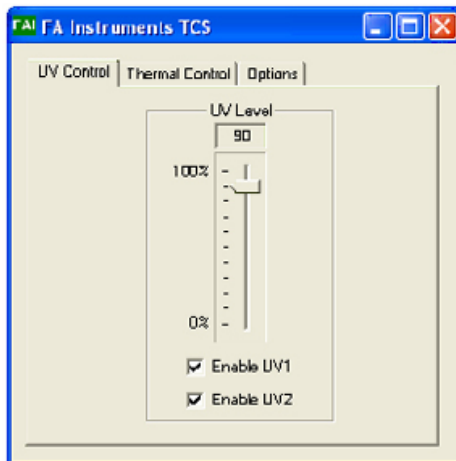 FAI FA Instruments TCS
UV Control Thermal Control Options
UV Level
90
100%
0%
Enable UV1
Enable UV2